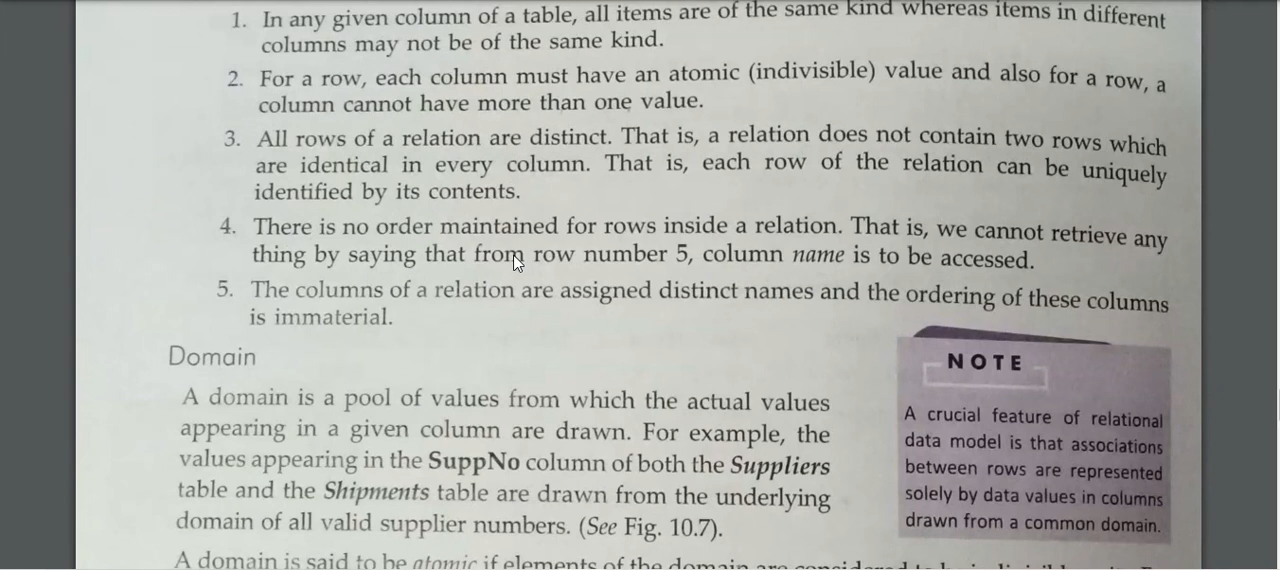 1. In any given column of a table, all items are of the same kind whereas items in different
columns may not be of the same kind.
2. For a row, each column must have an atomic (indivisible) value and also for a row, a
column cannot have more than one value.
3. All rows of a relation are distinct. That is, a relation does not contain two rows which
are identical in every column. That is, each row of the relation can be uniquely
identified by its contents.
4. There is no order maintained for rows inside a relation. That is, we cannot retrieve any
thing by saying that from row number 5, column name is to be accessed.
5. The columns of a relation are assigned distinct names and the ordering of these columns
is immaterial.
Domain
A domain is a pool of values from which the actual values
appearing in a given column are drawn. For example, the
values appearing in the SuppNo column of both the Suppliers
table and the Shipments table are drawn from the underlying
domain of all valid supplier numbers. (See Fig. 10.7).
NOTE
A crucial feature of relational
data model is that associations
between rows are represented
solely by data values in columns
drawn from a common domain.
A domain is said to be atomic if elements of the domain are considered to be